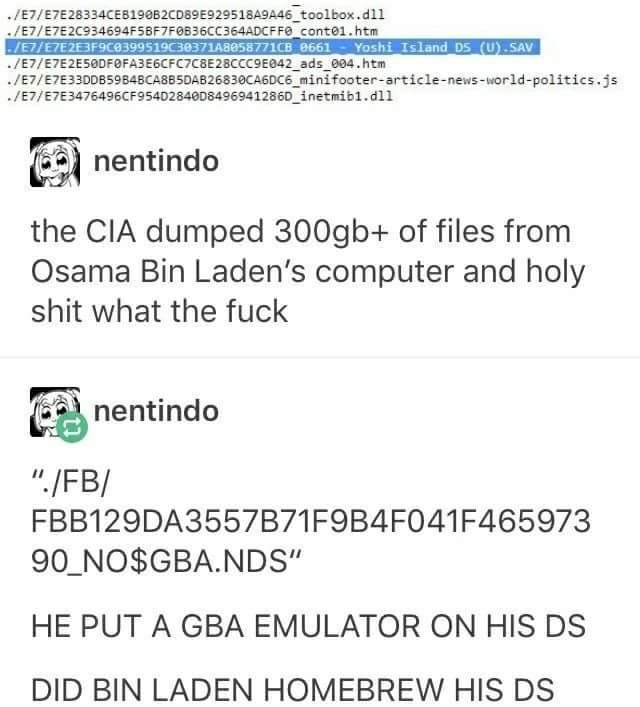 ./E7/E7E28334CEB190B2CD89E929518A9A46_toolbox.dll
./E7/E7E2C934694F5BF7F0B36CC364ADCFF0_cont01.htm
./E7/E7E2E3F9C0399519C30371A8058771CB_0661 - Yoshi Island DS (U).SAV
./E7/E7E2E50DF0FA3E6CFC7C8E28CCC9E042_ads_004.htm
./E7/E7E33DDB59B4BCA8B5DAB26830CA6DC6_minifooter-article-news-world-politics.js
./E7/E7E3476496CF954D2840D8496941286D_inetmib1.dll
nentindo
the CIA dumped 300gb+ of files from
Osama Bin Laden’s computer and holy
shit what the fuck
nentindo
“./FB/
FBB129DA3557B71F9B4F041F465973
90_NO$GBA.NDS”
HE PUT A GBA EMULATOR ON HIS DS
DID BIN LADEN HOMEBREW HIS DS